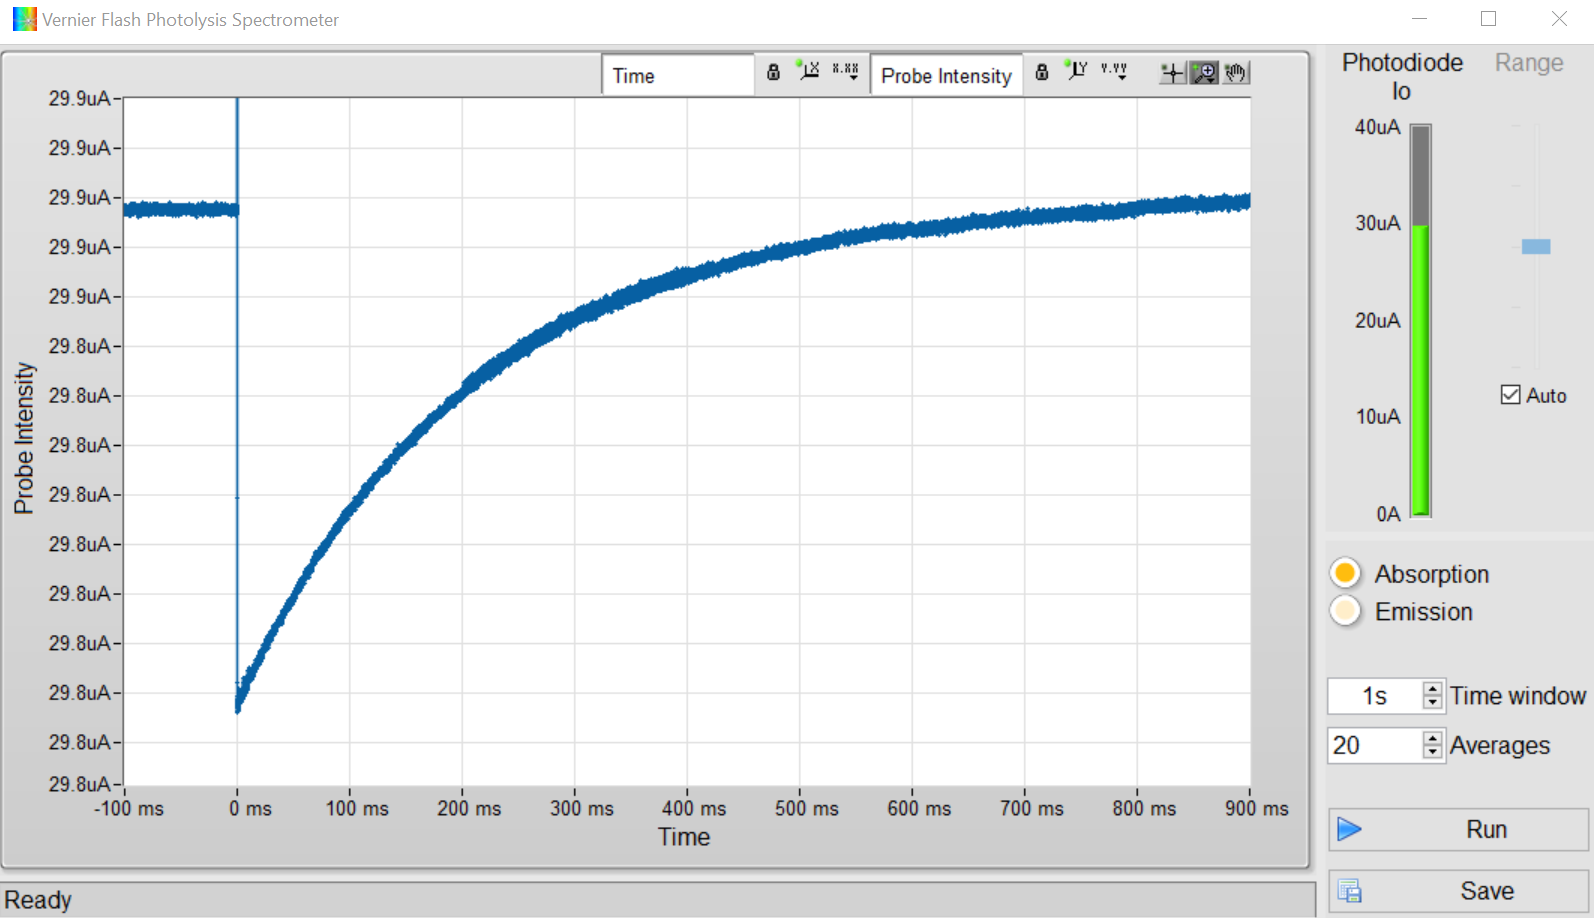 Vernier Flash Photolysis Spectrometer
Time
X.XX
Probe Intensity
Y.YY
Photodiode
Io
Range
40uA
30uA
20uA
10uA
0A
Auto
29.9uA
29.9uA
29.9uA
29.9uA
29.9uA
29.8uA
29.8uA
29.8uA
29.8uA
29.8uA
29.8uA
29.8uA
29.8uA
29.8uA
29.8uA
Probe Intensity
-100 ms
0 ms
100 ms
200 ms
300 ms
400 ms
500 ms
600 ms
700 ms
800 ms
900 ms
Time
Absorption
Emission
1s Time window
20 Averages
Run
Save
Ready